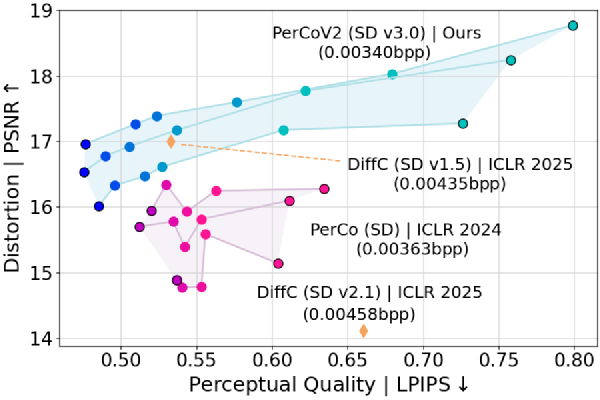 19
18
17
16
15
14
Distortion | PSNR ↑
PerCoV2 (SD v3.0) | Ours
(0.00340bpp)
DiffC (SD v1.5) | ICLR 2025
(0.00435bpp)
PerCo (SD) | ICLR 2024
(0.00363bpp)
DiffC (SD v2.1) | ICLR 2025
(0.00458bpp)
0.50 0.55 0.60 0.65 0.70 0.75 0.80
Perceptual Quality | LPIPS ↓